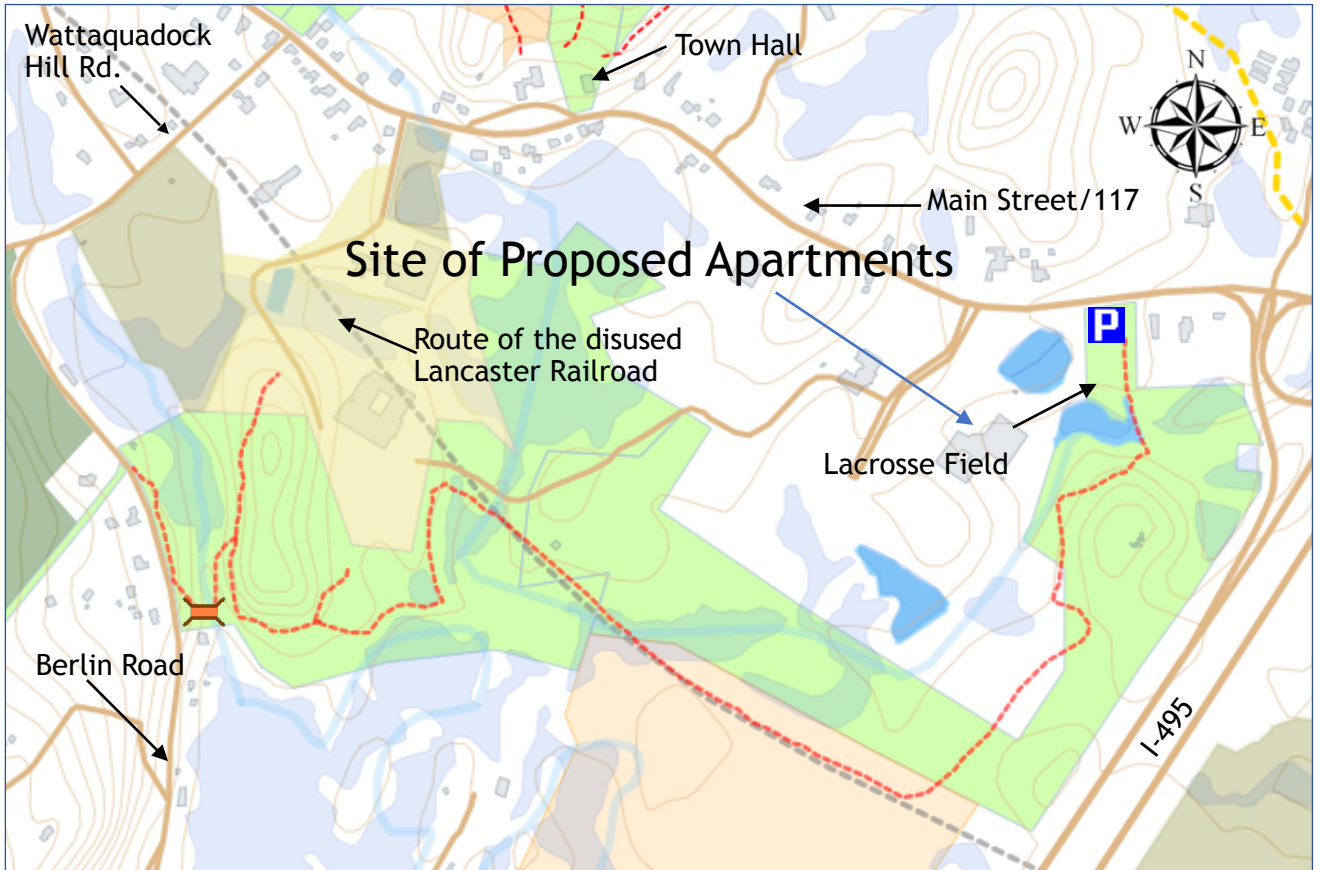 Wattaquadock
Hill Rd.
Town Hall
N
W
E
S
Main Street/117
Site of Proposed Apartments
P
Route of the disused
Lancaster Railroad
Lacrosse Field
Berlin Road
I-495